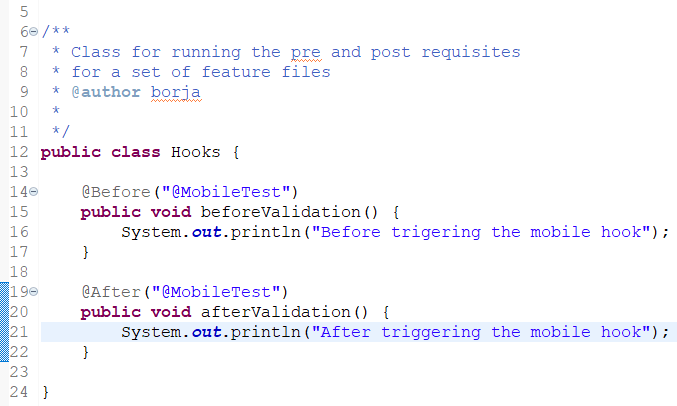 5
6 /**
7 * Class for running the pre and post requisites
8 * for a set of feature files
9 * @author borja
10 *
11 */
12 public class Hooks {
13
14 @Before("@MobileTest")
15 public void beforeValidation() {
16 System.out.println("Before trigering the mobile hook");
17 }
18
19 @After("@MobileTest")
20 public void afterValidation() {
21 System.out.println("After triggering the mobile hook");
22 }
23
24 }